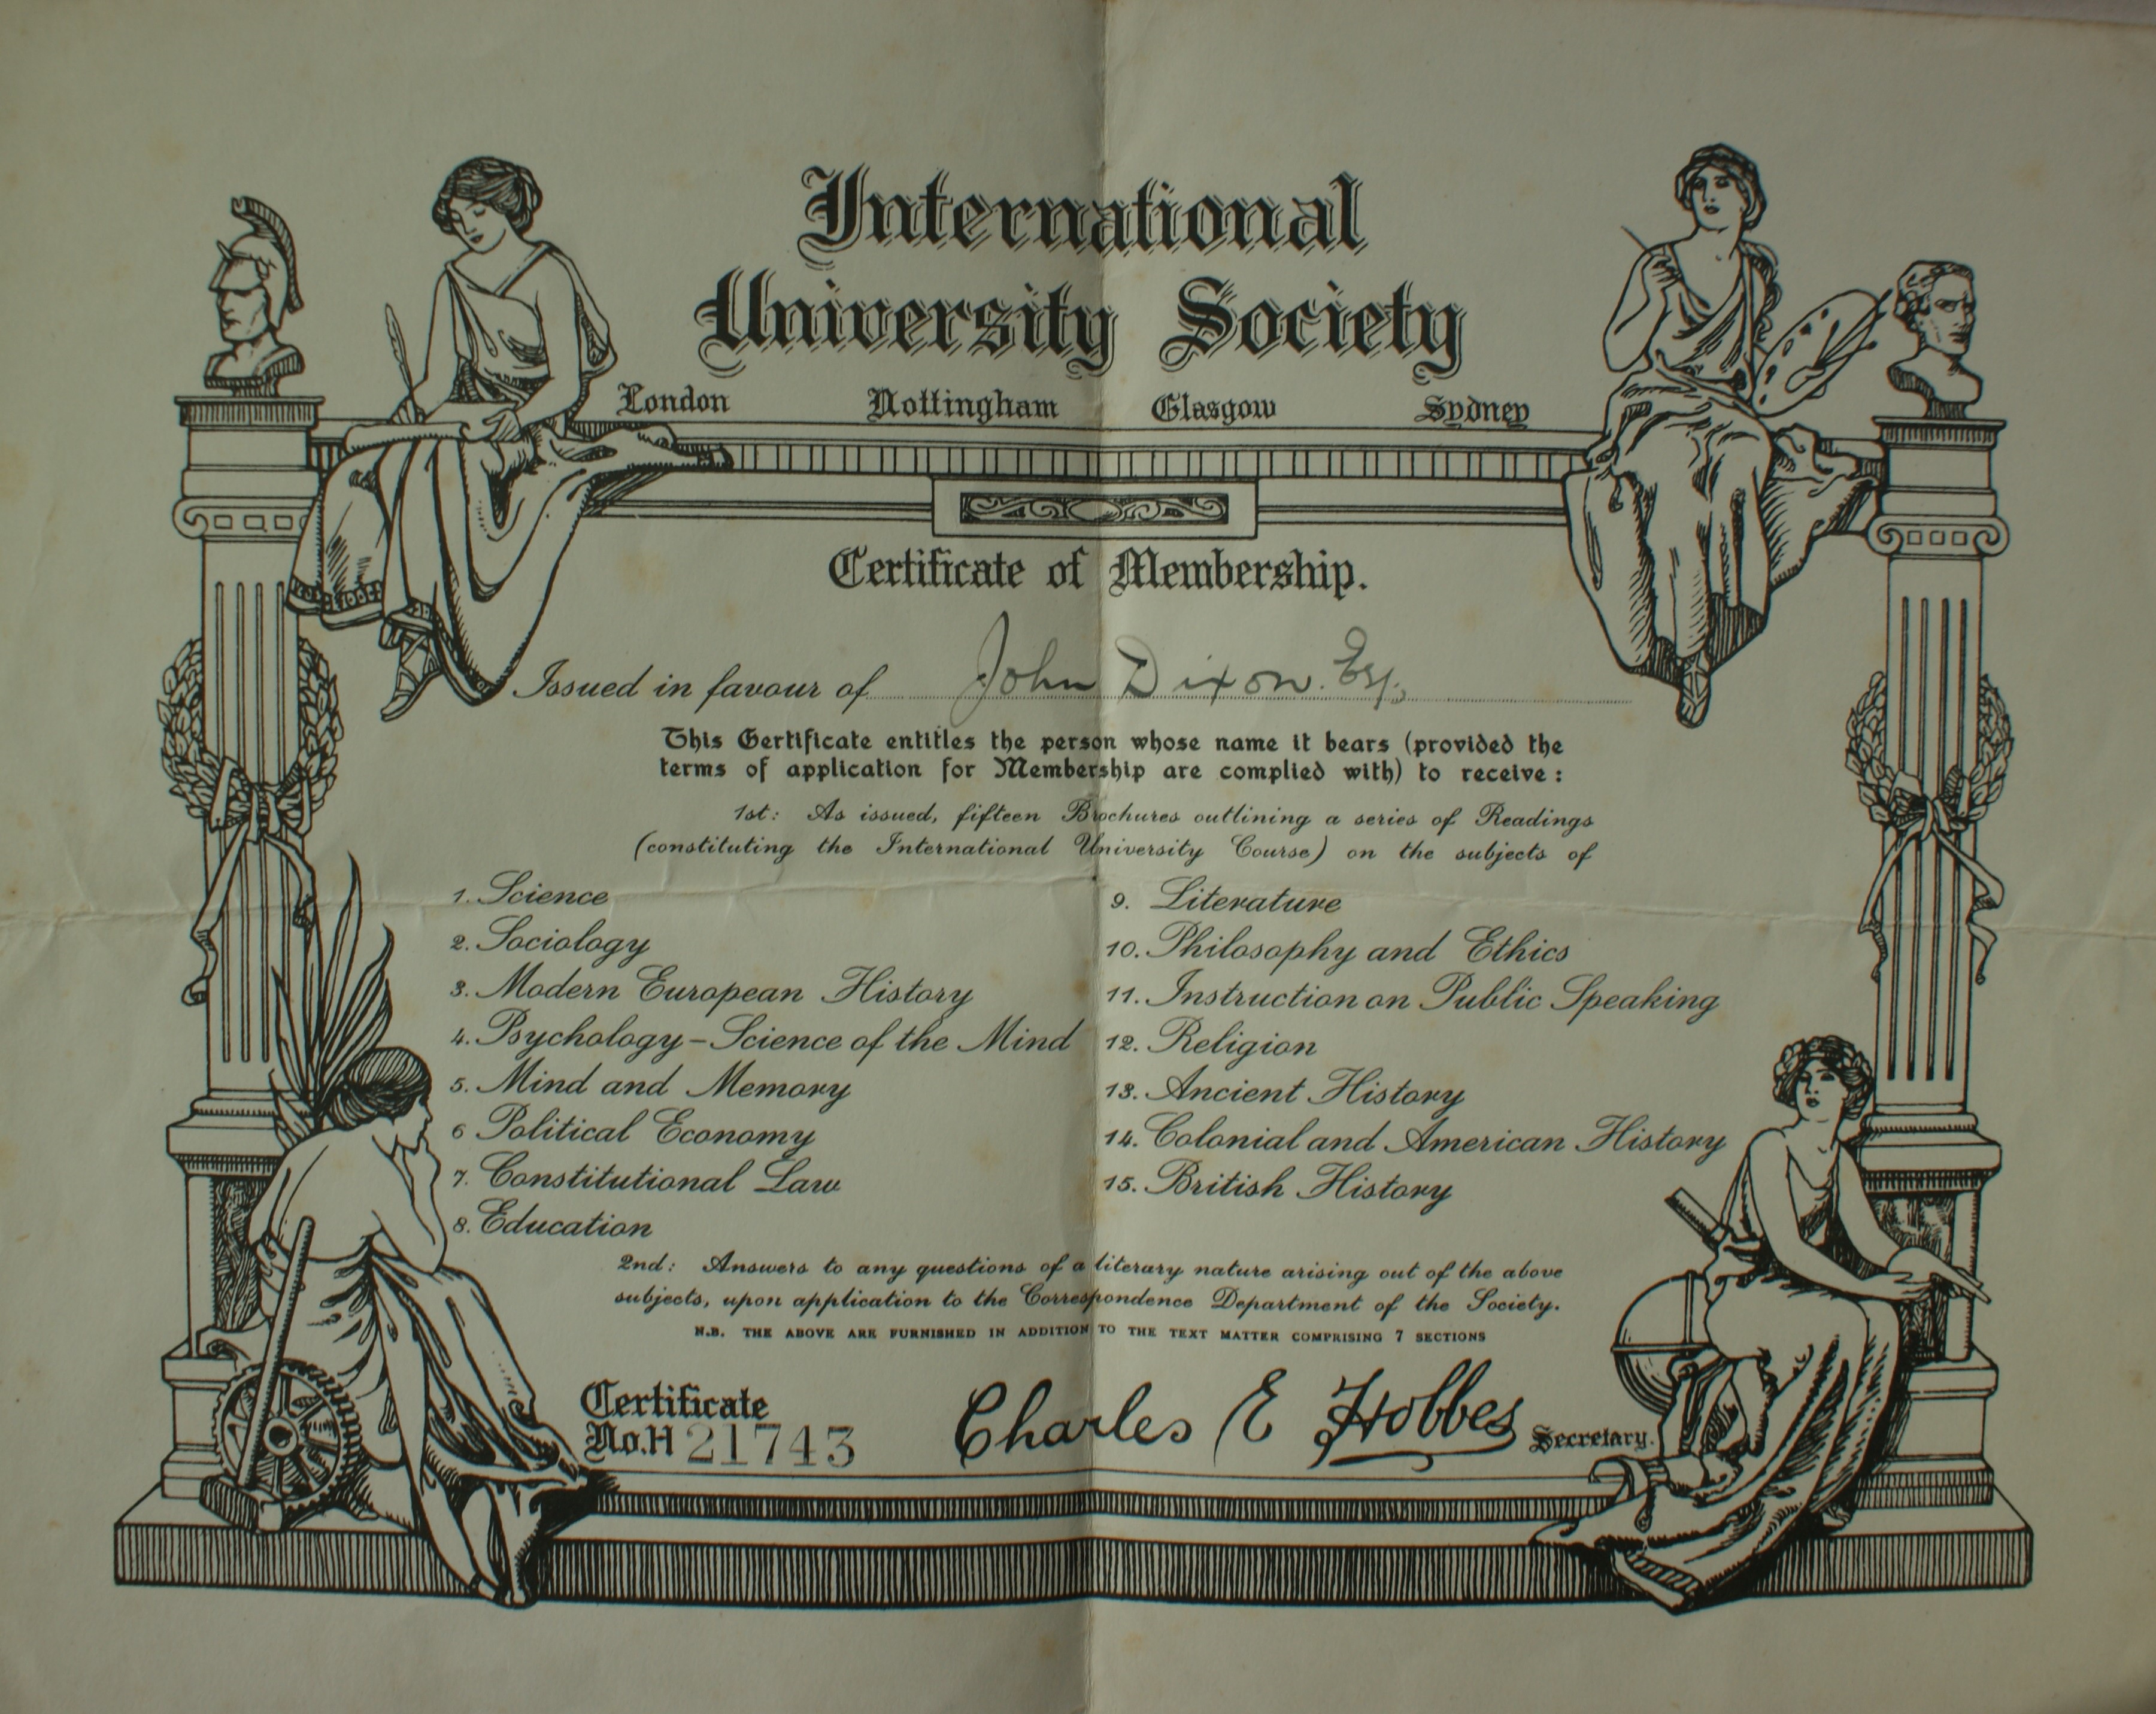 International
University Society
London Nottingham Glasgow Sydney
Certificate of Membership.
Issued in favour of John Dixon. Esq.
This Certificate entitles the person whose name it bears (provided the
terms of application for Membership are complied with) to receive :
1st: As issued, fifteen Brochures outlining a series of Readings
(constituting the International University Course) on the subjects of
1. Science
2. Sociology
3. Modern European History
4. Psychology – Science of the Mind
5. Mind and Memory
6 Political Economy
7. Constitutional Law
8. Education
9. Literature
10. Philosophy and Ethics
11. Instruction on Public Speaking
12. Religion
13. Ancient History
14. Colonial and American History
15. British History
2nd: Answers to any questions of a literary nature arising out of the above
subjects, upon application to the Correspondence Department of the Society.
N.B. THE ABOVE ARE FURNISHED IN ADDITION TO THE TEXT MATTER COMPRISING 7 SECTIONS
Certificate
No. H 21743
Charles E Hobbes Secretary.